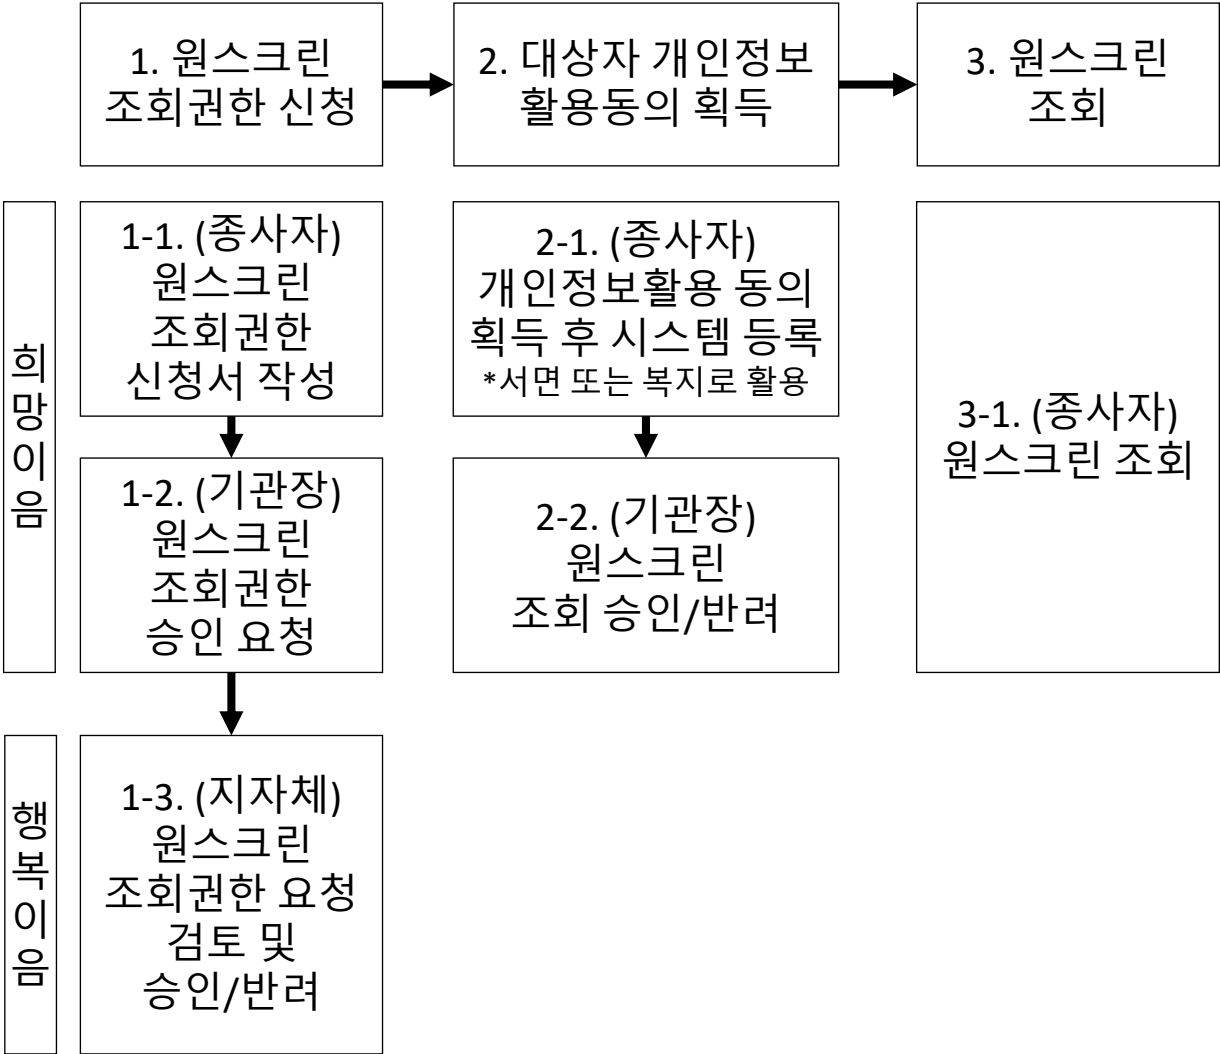 1. 원스크린
조회권한 신청
2. 대상자 개인정보
활용동의 획득
3. 원스크린
조회
희망이음
1-1. (종사자)
원스크린
조회권한
신청서 작성
1-2. (기관장)
원스크린
조회권한
승인 요청
2-1. (종사자)
개인정보활용 동의
획득 후 시스템 등록
*서면 또는 복지로 활용
2-2. (기관장)
원스크린
조회 승인/반려
3-1. (종사자)
원스크린 조회
행복이음
1-3. (지자체)
원스크린
조회권한 요청
검토 및
승인/반려